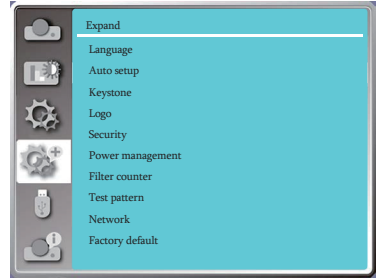 Expand
Language
Auto setup
Keystone
Logo
Security
Power management
Filter counter
Test pattern
Network
Factory default